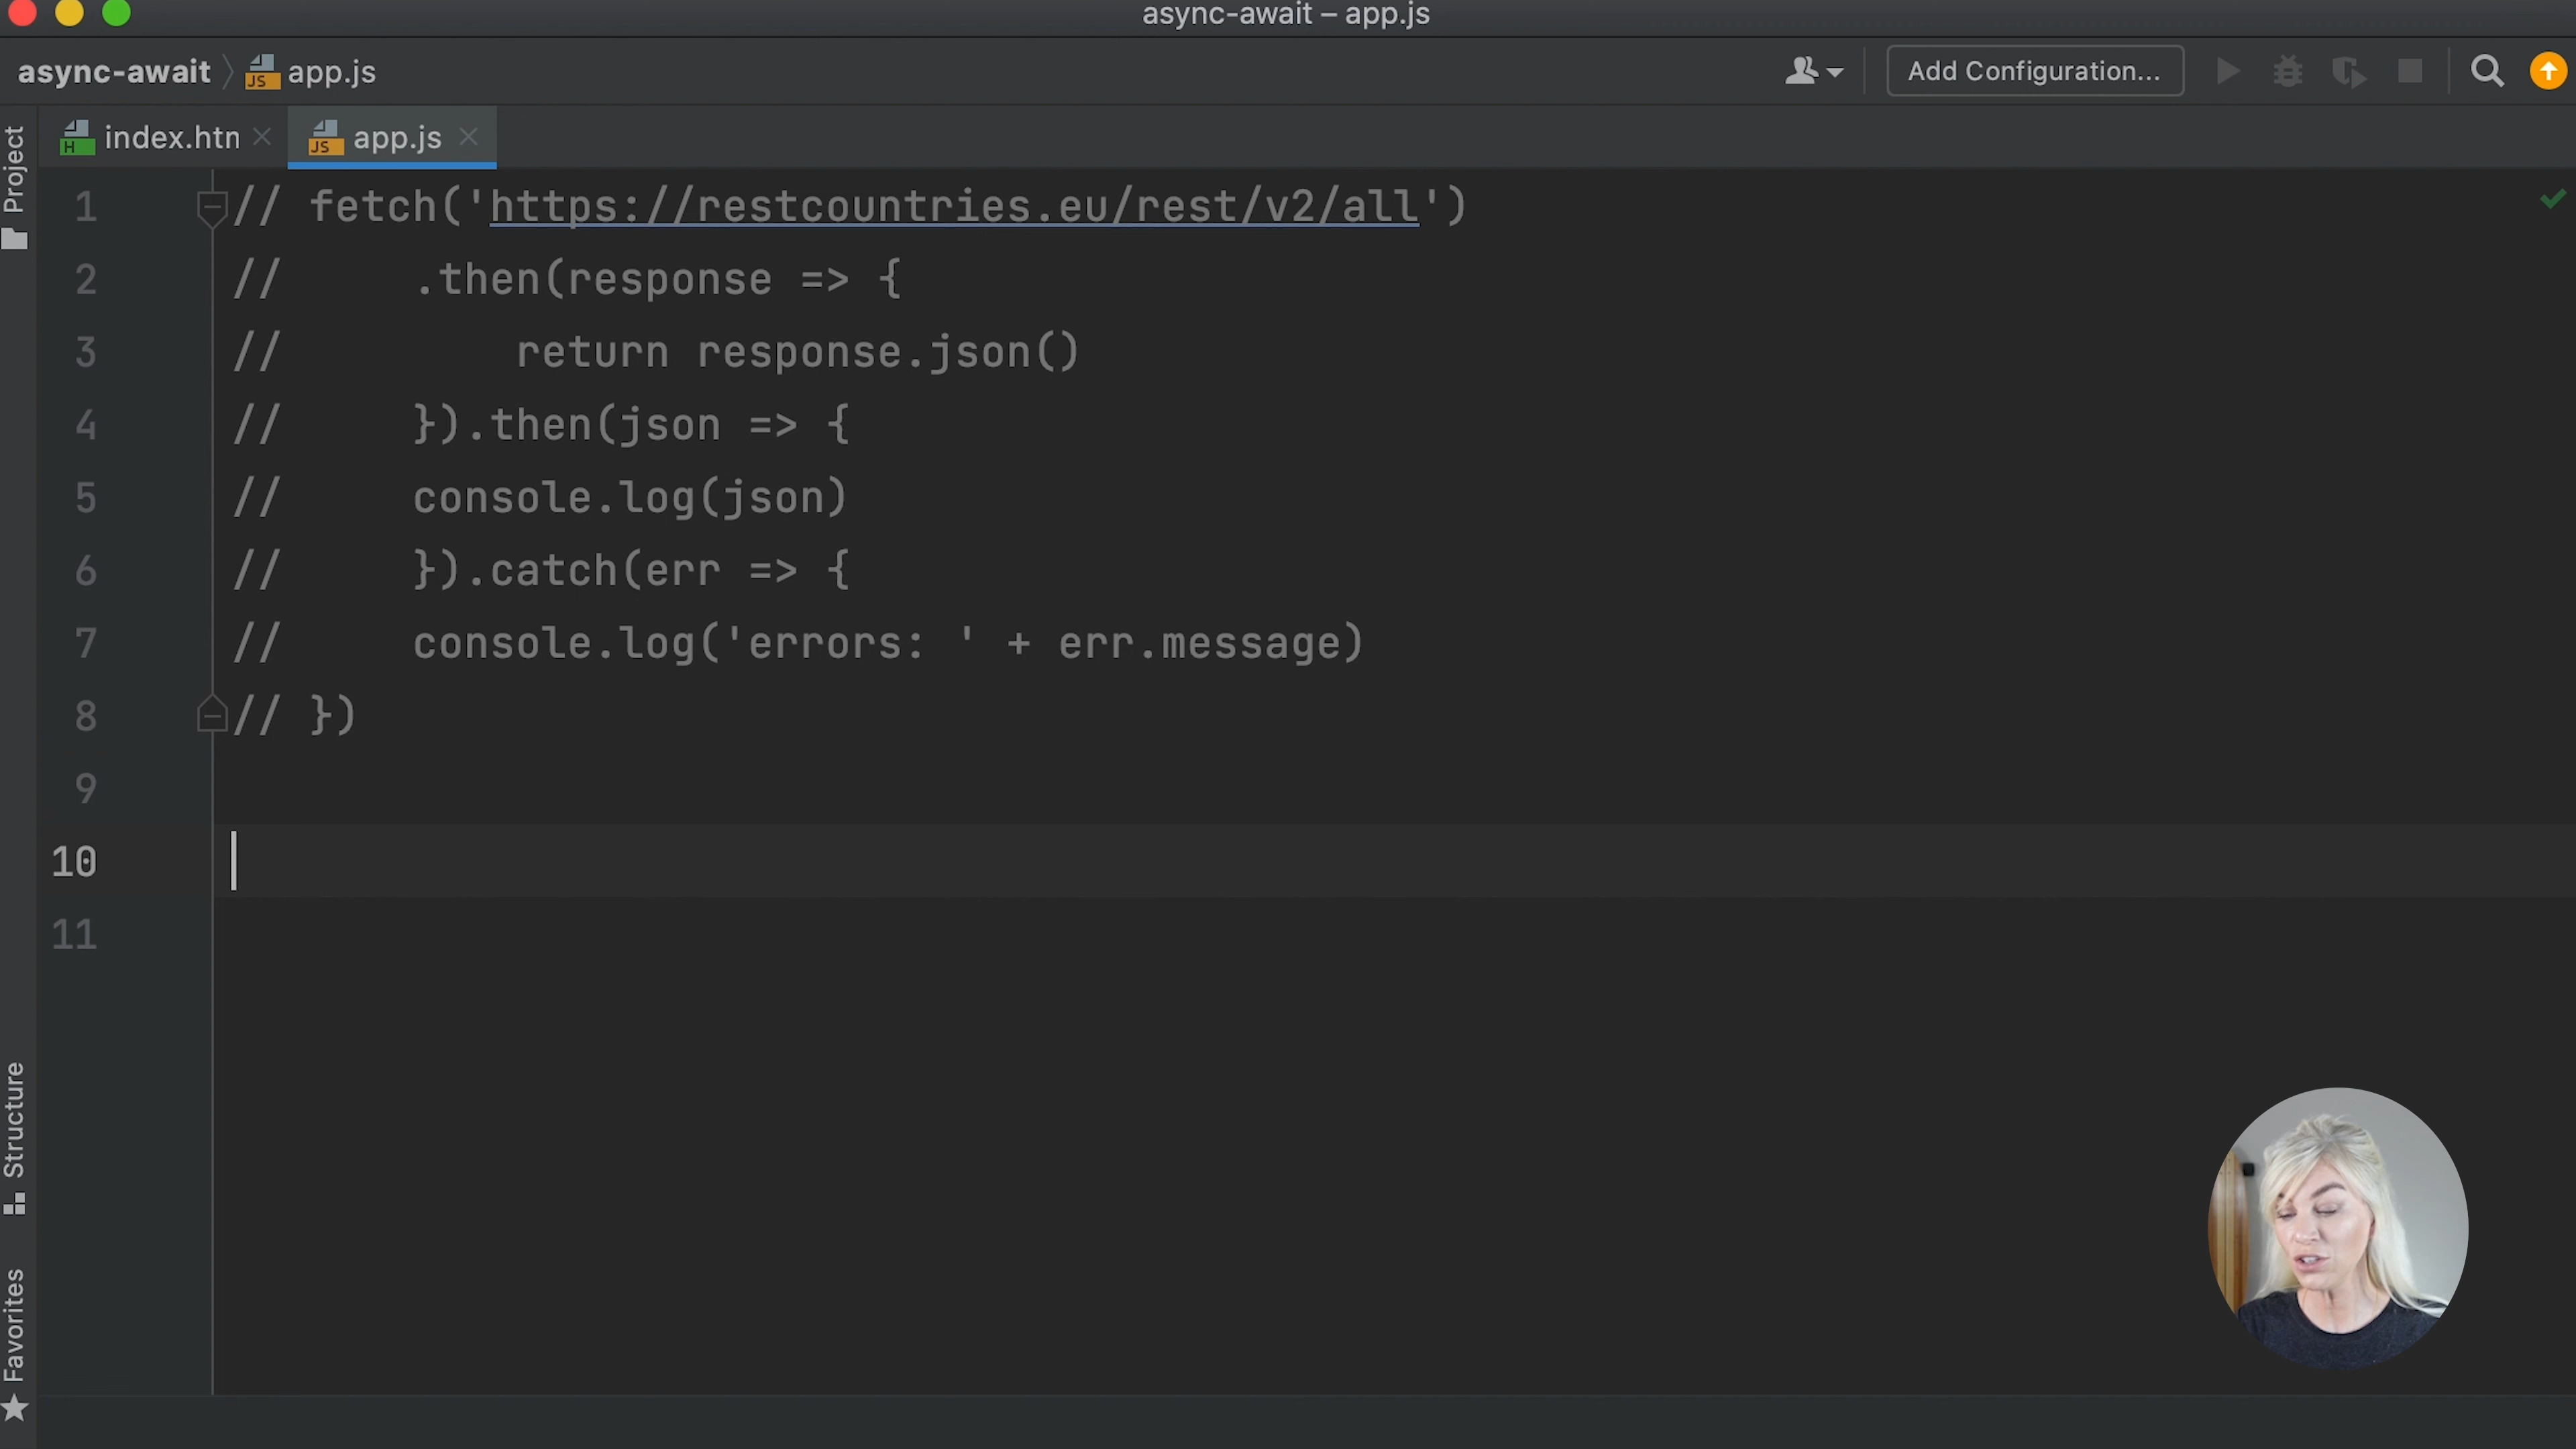 async-await – app.js
async-await app.js
Add Configuration...
index.htn
app.js
Project
1 // fetch('https://restcountries.eu/rest/v2/all')
2 //     .then(response => {
3 //         return response.json()
4 //     }).then(json => {
5 //     console.log(json)
6 //     }).catch(err => {
7 //     console.log('errors: ' + err.message)
8 // })
9
10
11
Structure
Favorites